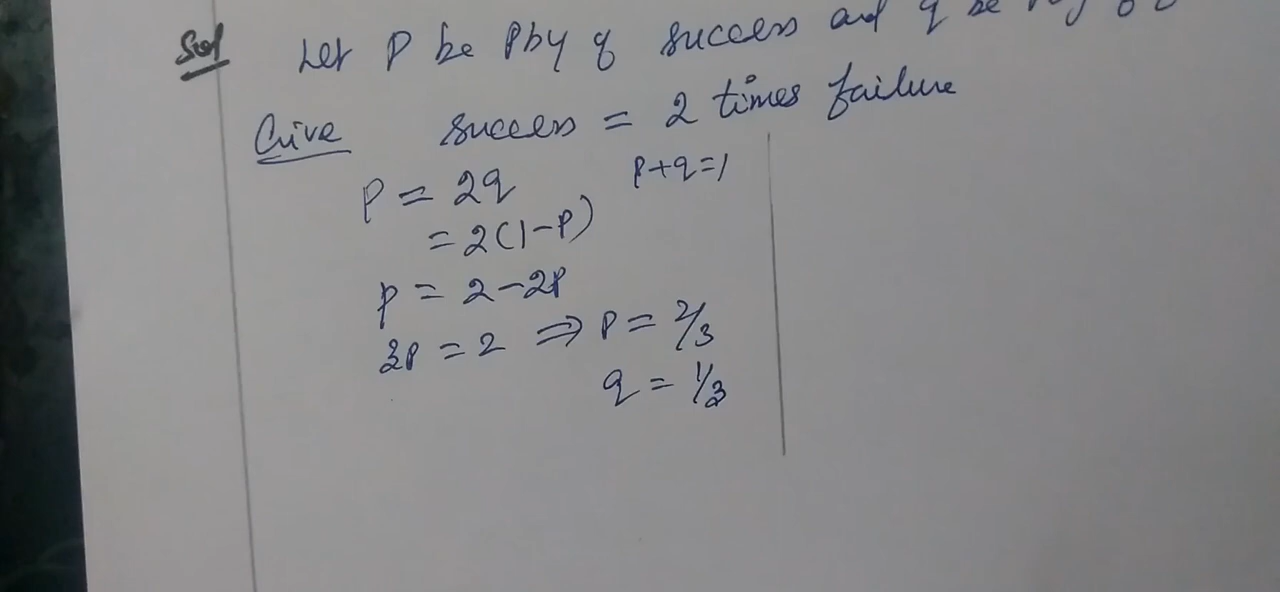 Sol Let P be Pby of success and q be
Give success = 2 times failure
P = 2q p+q=1
= 2(1-P)
p = 2-2P
3P = 2 ⇒ P = 2/3
q = 1/3